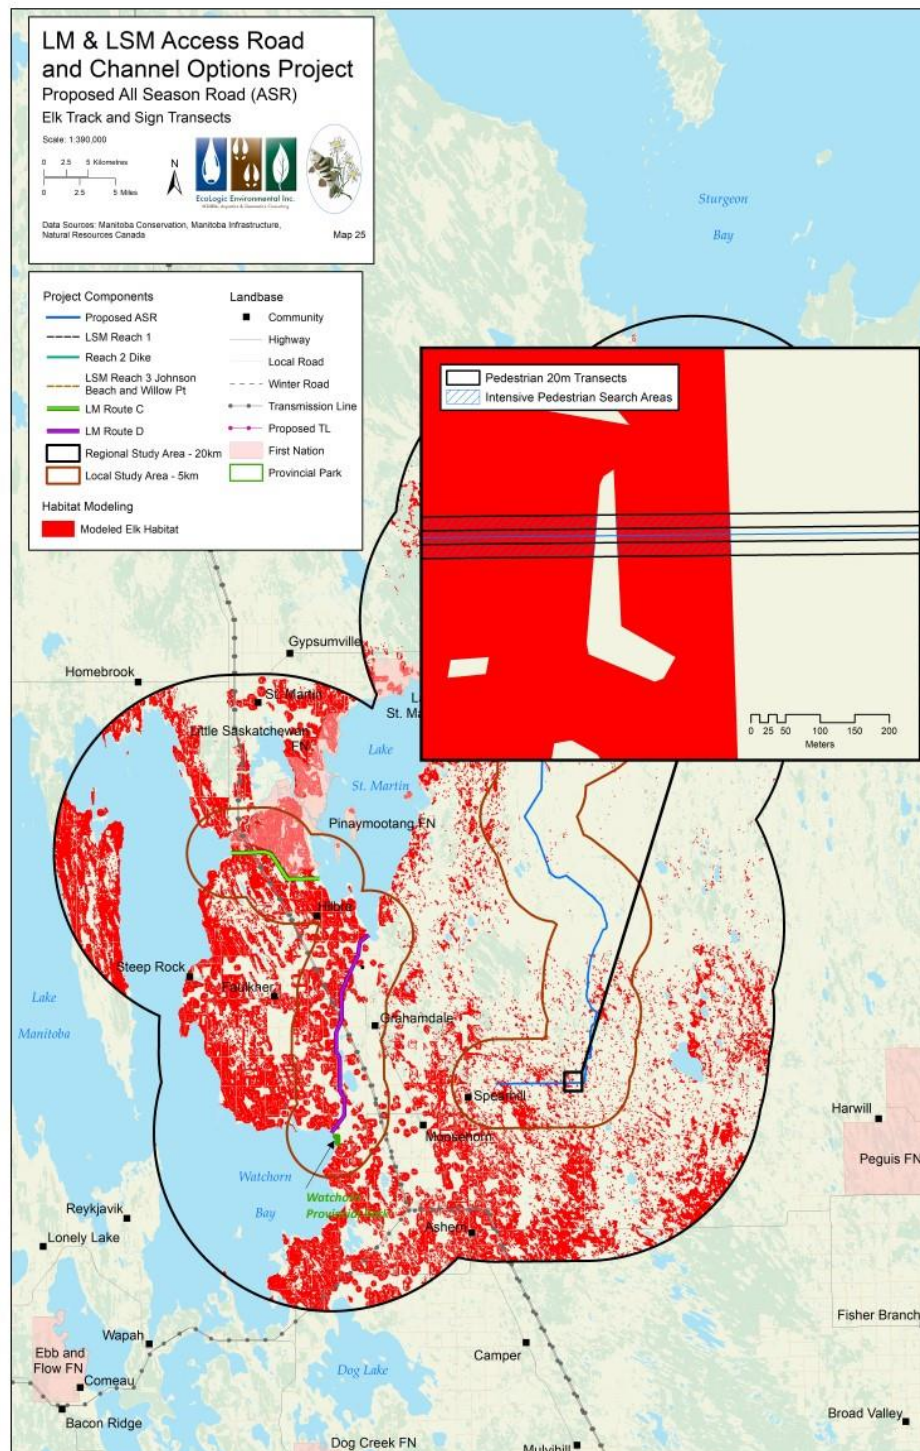 LM & LSM Access Road
and Channel Options Project
Proposed All Season Road (ASR)
Elk Track and Sign Transects
Scale: 1:390,000
0 2.5 5 Kilometres
0 2.5 5 Miles
N
EcoLogic Environmental Inc.
Data Sources: Manitoba Conservation, Manitoba Infrastructure,
Natural Resources Canada
Map 25
Project Components
Proposed ASR
LSM Reach 1
Reach 2 Dike
LSM Reach 3 Johnson
Beach and Willow Pt
LM Route C
LM Route D
Regional Study Area - 20km
Local Study Area - 5km
Habitat Modeling
Modeled Elk Habitat
Landbase
Community
Highway
Local Road
Winter Road
Transmission Line
Proposed TL
First Nation
Provincial Park
Sturgeon
Bay
Pedestrian 20m Transects
Intensive Pedestrian Search Areas
0 25 50 100 150 200
Meters
Gypsumville
Homebrook
St. Martin
Little Saskatchewan
FN
Lake
St. Martin
Pinaymootang FN
Hilbre
Steep Rock
Faulkner
Lake
Manitoba
Grahamdale
Spearhill
Moosehorn
Harwill
Peguis FN
Watchorn
Bay
Watchorn
Provincial Park
Reykjavik
Lonely Lake
Ashern
Fisher Branch
Wapah
Camper
Ebb and
Flow FN
Dog Lake
Comeau
Bacon Ridge
Broad Valley
Dog Creek FN
Mulvihill